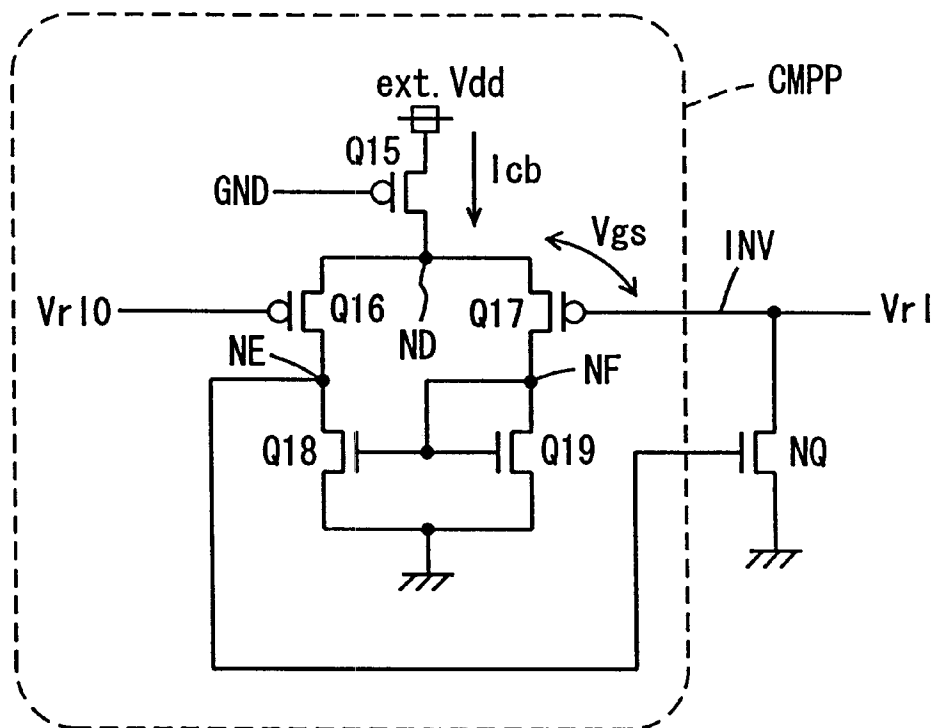 ext.Vdd
CMPP
Q15
Icb
GND
Vgs
INV
Vrl0
Q16
Q17
Vrl
ND
NE
NF
Q18
Q19
NQ